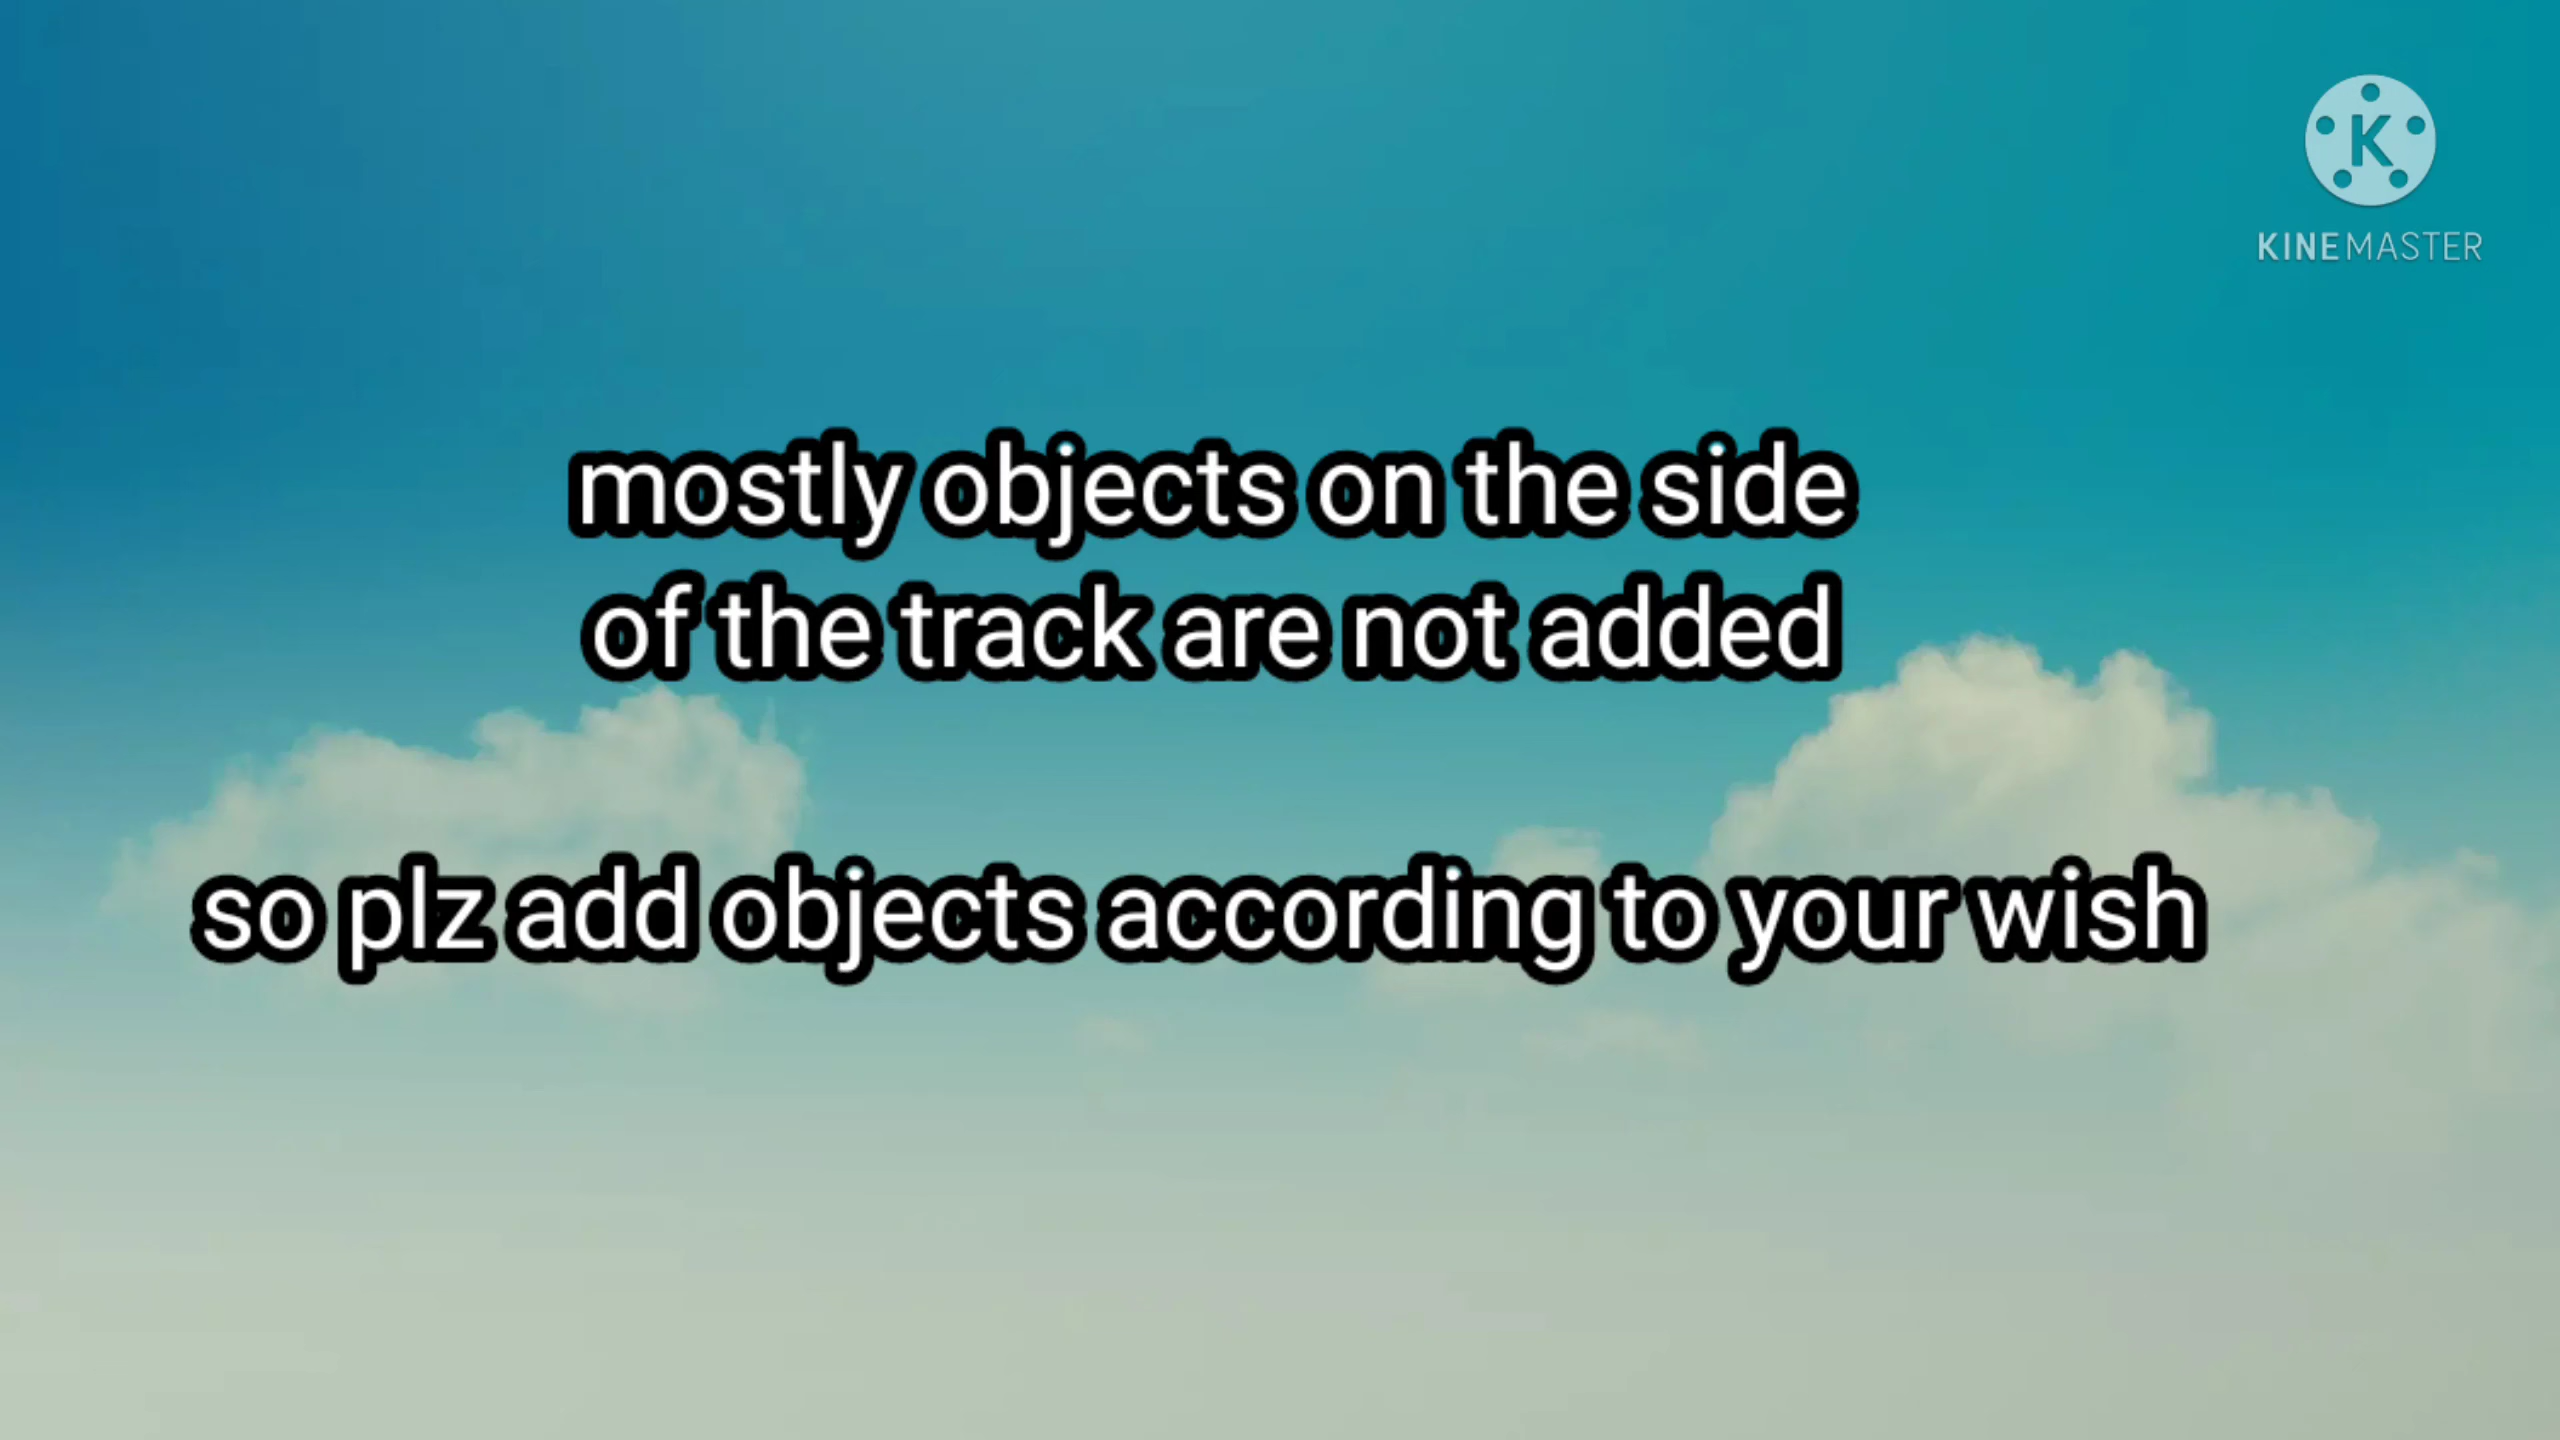 K
KINEMASTER
mostly objects on the side
of the track are not added
so plz add objects according to your wish